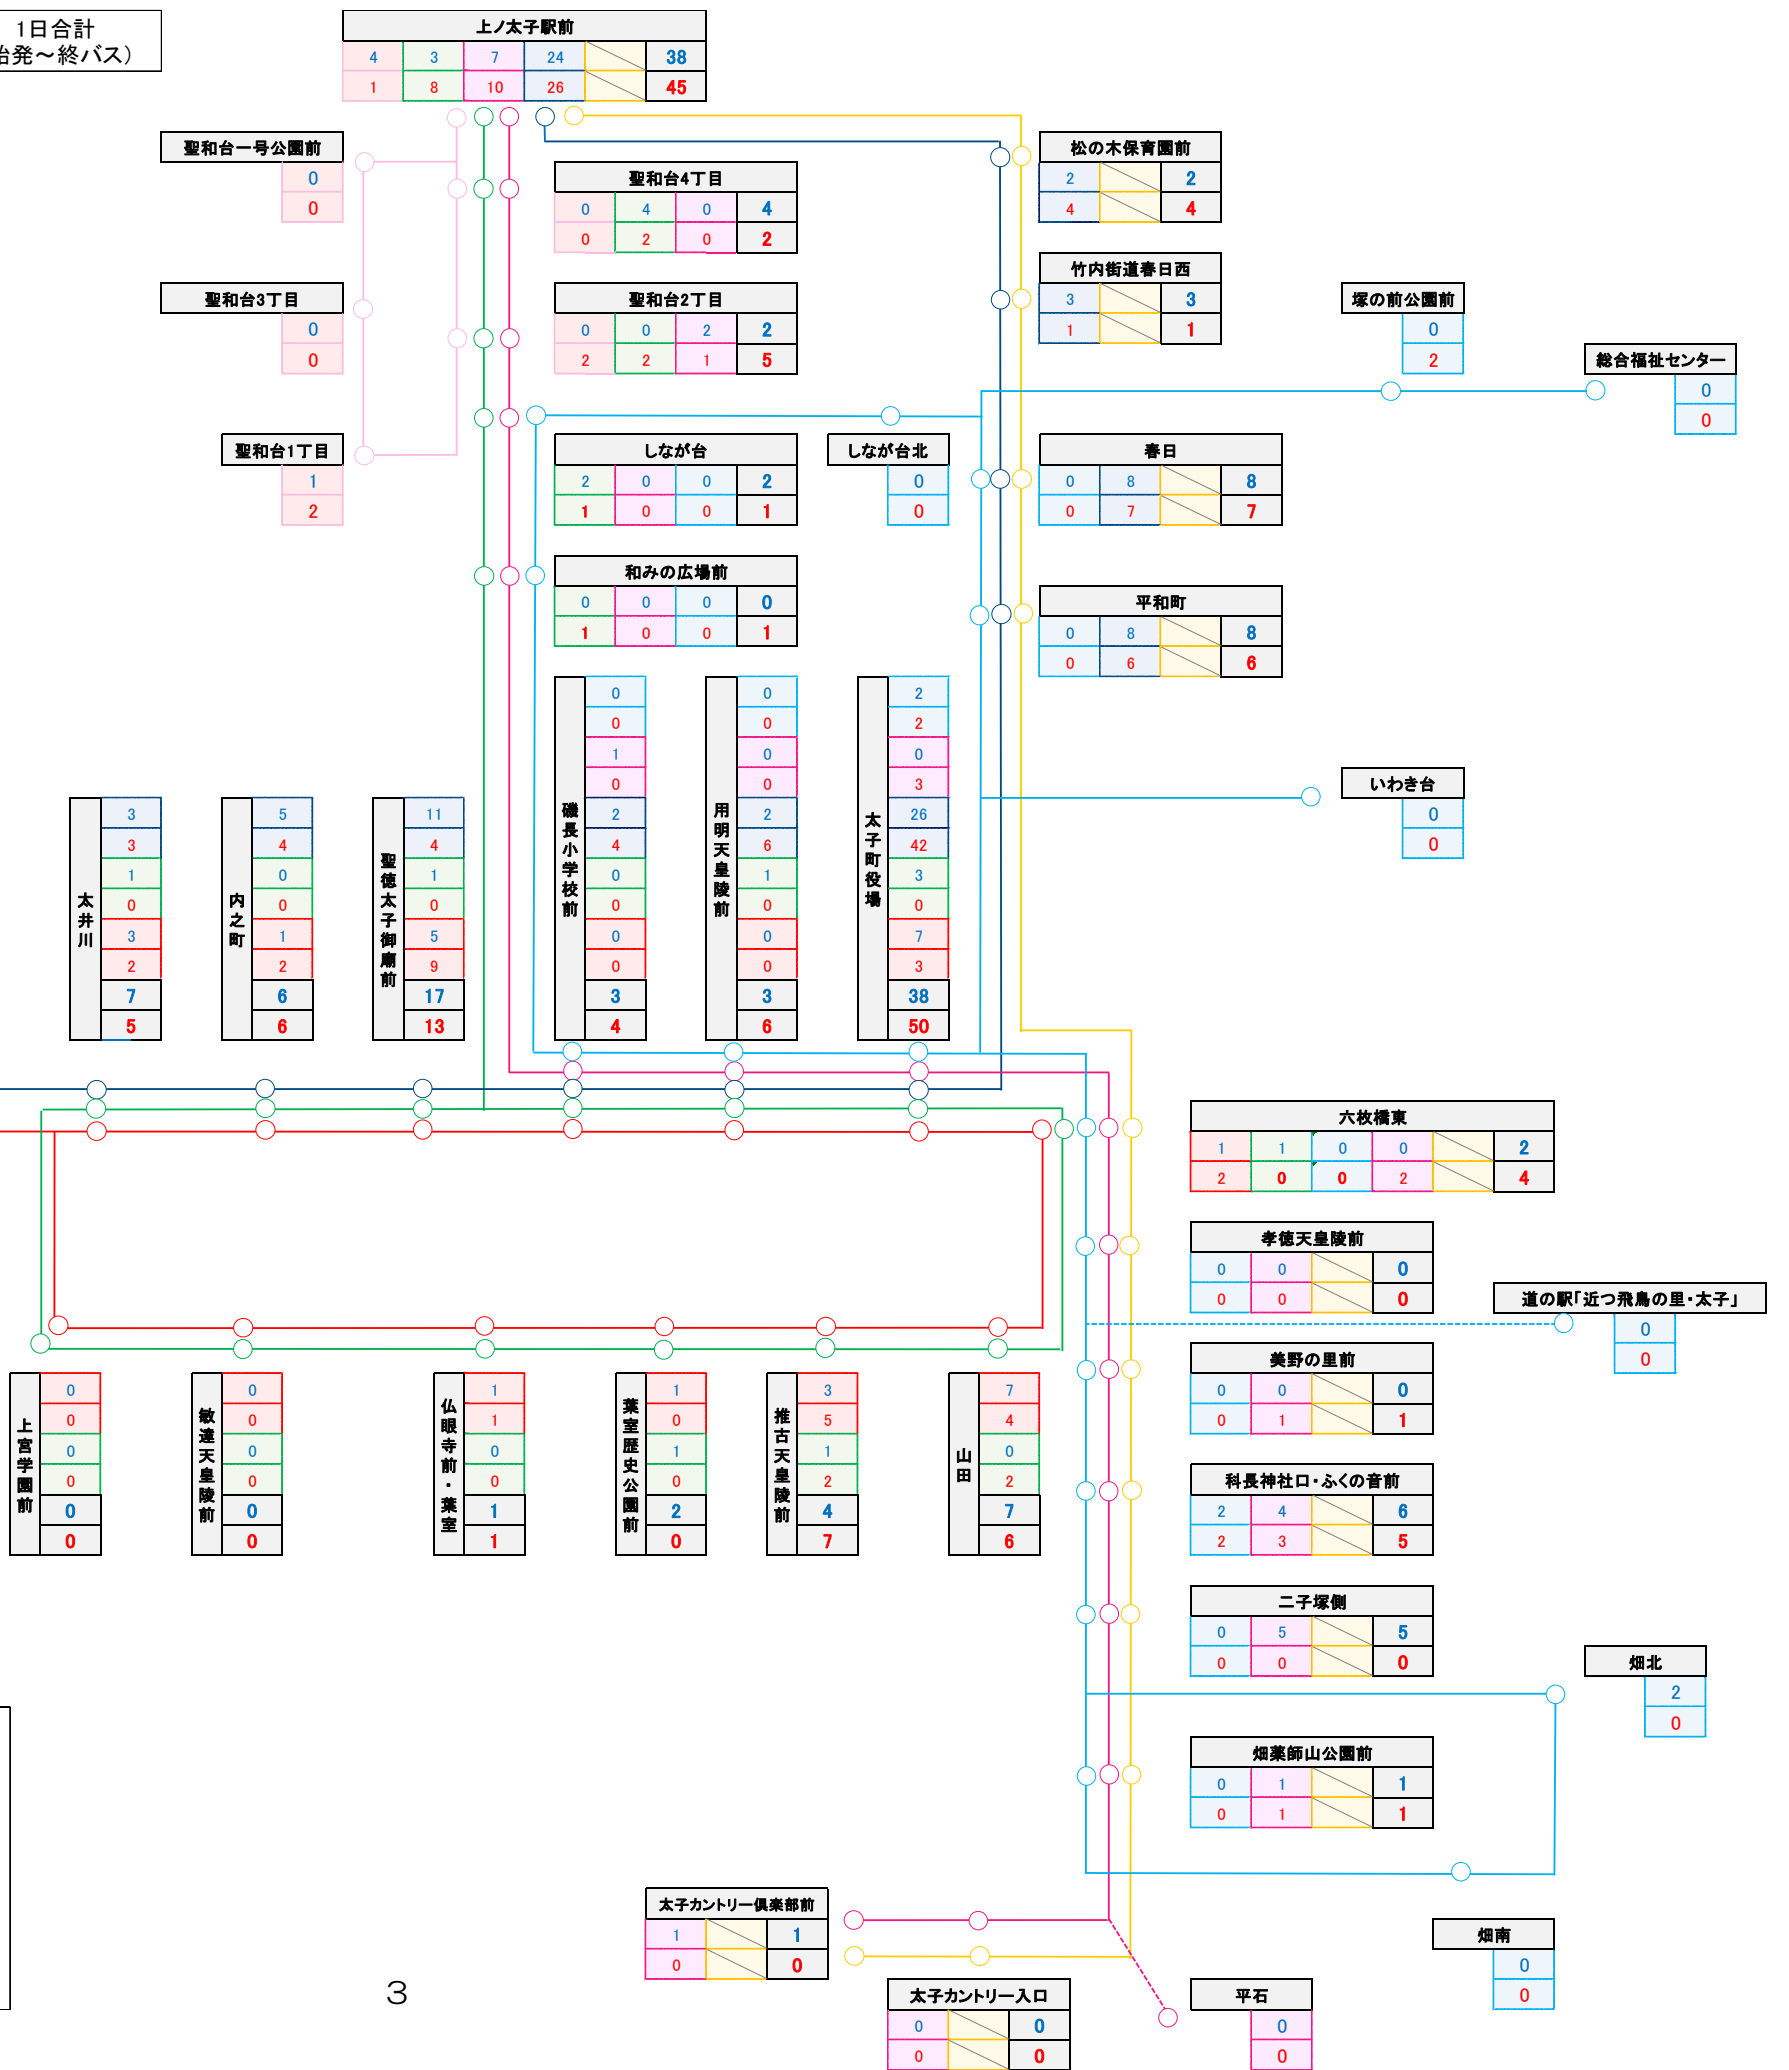 1日合計
始発～終バス）
上ノ太子駅前
4 3 7 24 38
1 8 10 26 45
聖和台一号公園前
0
0
聖和台4丁目
0 4 0 4
0 2 0 2
松の木保育園前
2 2
4 4
竹内街道春日西
3 3
1 1
聖和台3丁目
0
0
聖和台2丁目
0 0 2 2
2 2 1 5
塚の前公園前
0
2
総合福祉センター
0
0
聖和台1丁目
1
2
しなが台
2 0 0 2
1 0 0 1
しなが台北
0
0
春日
0 8 8
0 7 7
和みの広場前
0 0 0 0
1 0 0 1
平和町
0 8 8
0 6 6
いわき台
0
0
太井川
3
3
1
0
3
2
7
5
内之町
5
4
0
0
1
2
6
6
聖徳太子御廟前
11
4
1
0
5
9
17
13
磯長小学校前
0
0
1
0
2
4
0
0
0
0
3
4
用明天皇陵前
0
0
0
0
2
6
1
0
0
0
3
6
太子町役場
2
2
0
3
26
42
3
0
7
3
38
50
六枚橋東
1 1 0 0 2
2 0 0 2 4
孝徳天皇陵前
0 0 0
0 0 0
道の駅「近つ飛鳥の里・太子」
0
0
美野の里前
0 0 0
0 1 1
上宮学園前
0
0
0
0
0
0
敏達天皇陵前
0
0
0
0
0
0
仏眼寺前・葉室
1
1
0
0
1
1
葉室歴史公園前
1
0
1
0
2
0
推古天皇陵前
3
5
1
2
4
7
山田
7
4
0
2
7
6
科長神社口・ふくの音前
2 4 6
2 3 5
二子塚側
0 5 5
0 0 0
畑北
2
0
畑薬師山公園前
0 1 1
0 1 1
太子カントリー倶楽部前
1 1
0 0
畑南
0
0
太子カントリー入口
0 0
0 0
平石
0
0
3